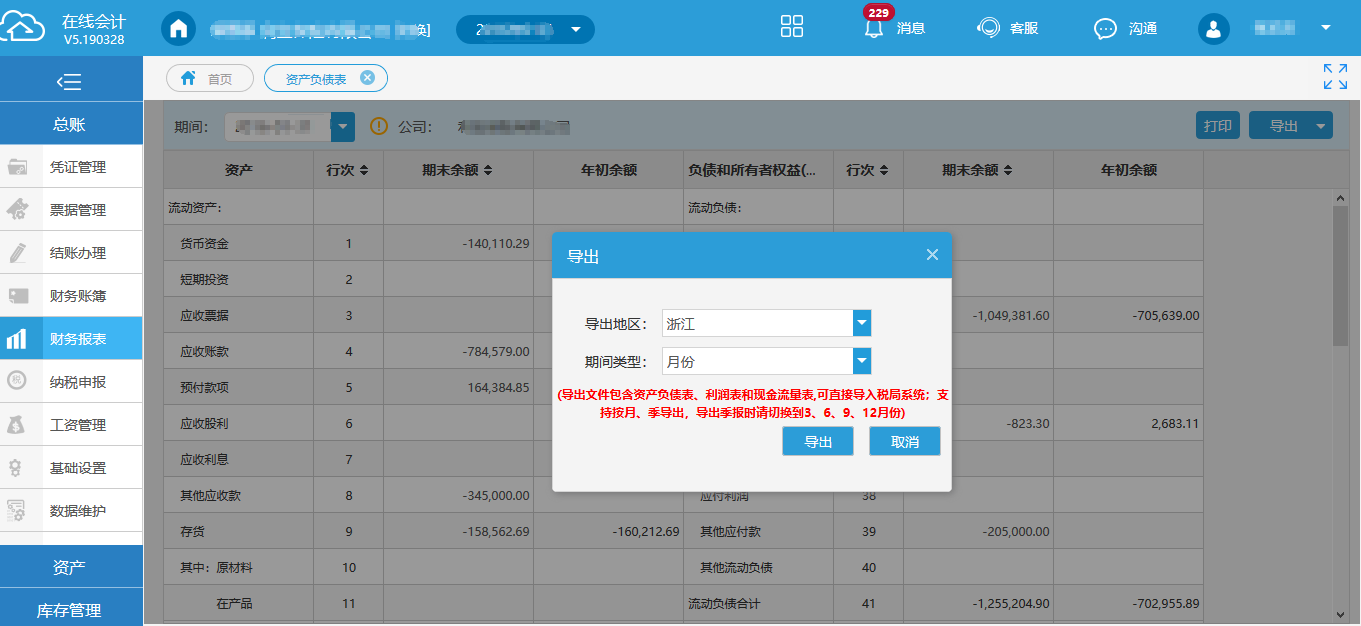 在线会计
V5.190328
换]
229
消息
客服
沟通
首页
资产负债表
总账
凭证管理
票据管理
结账办理
财务账簿
财务报表
纳税申报
税
工资管理
基础设置
数据维护
资产
库存管理
期间：
公司：
打印
导出
资产 行次 期末余额 年初余额 负债和所有者权益(... 行次 期末余额 年初余额
流动资产： 流动负债：
货币资金 1 -140,110.29
短期投资 2
应收票据 3 -1,049,381.60 -705,639.00
应收账款 4 -784,579.00
预付款项 5 164,384.85
应收股利 6 -823.30 2,683.11
应收利息 7
其他应收款 8 -345,000.00 应付利润 38
存货 9 -158,562.69 -160,212.69 其他应付款 39 -205,000.00
其中：原材料 10 其他流动负债 40
在产品 11 流动负债合计 41 -1,255,204.90 -702,955.89
导出
导出地区： 浙江
期间类型： 月份
(导出文件包含资产负债表、利润表和现金流量表,可直接导入税局系统；支
持按月、季导出，导出季报时请切换到3、6、9、12月份)
导出 取消